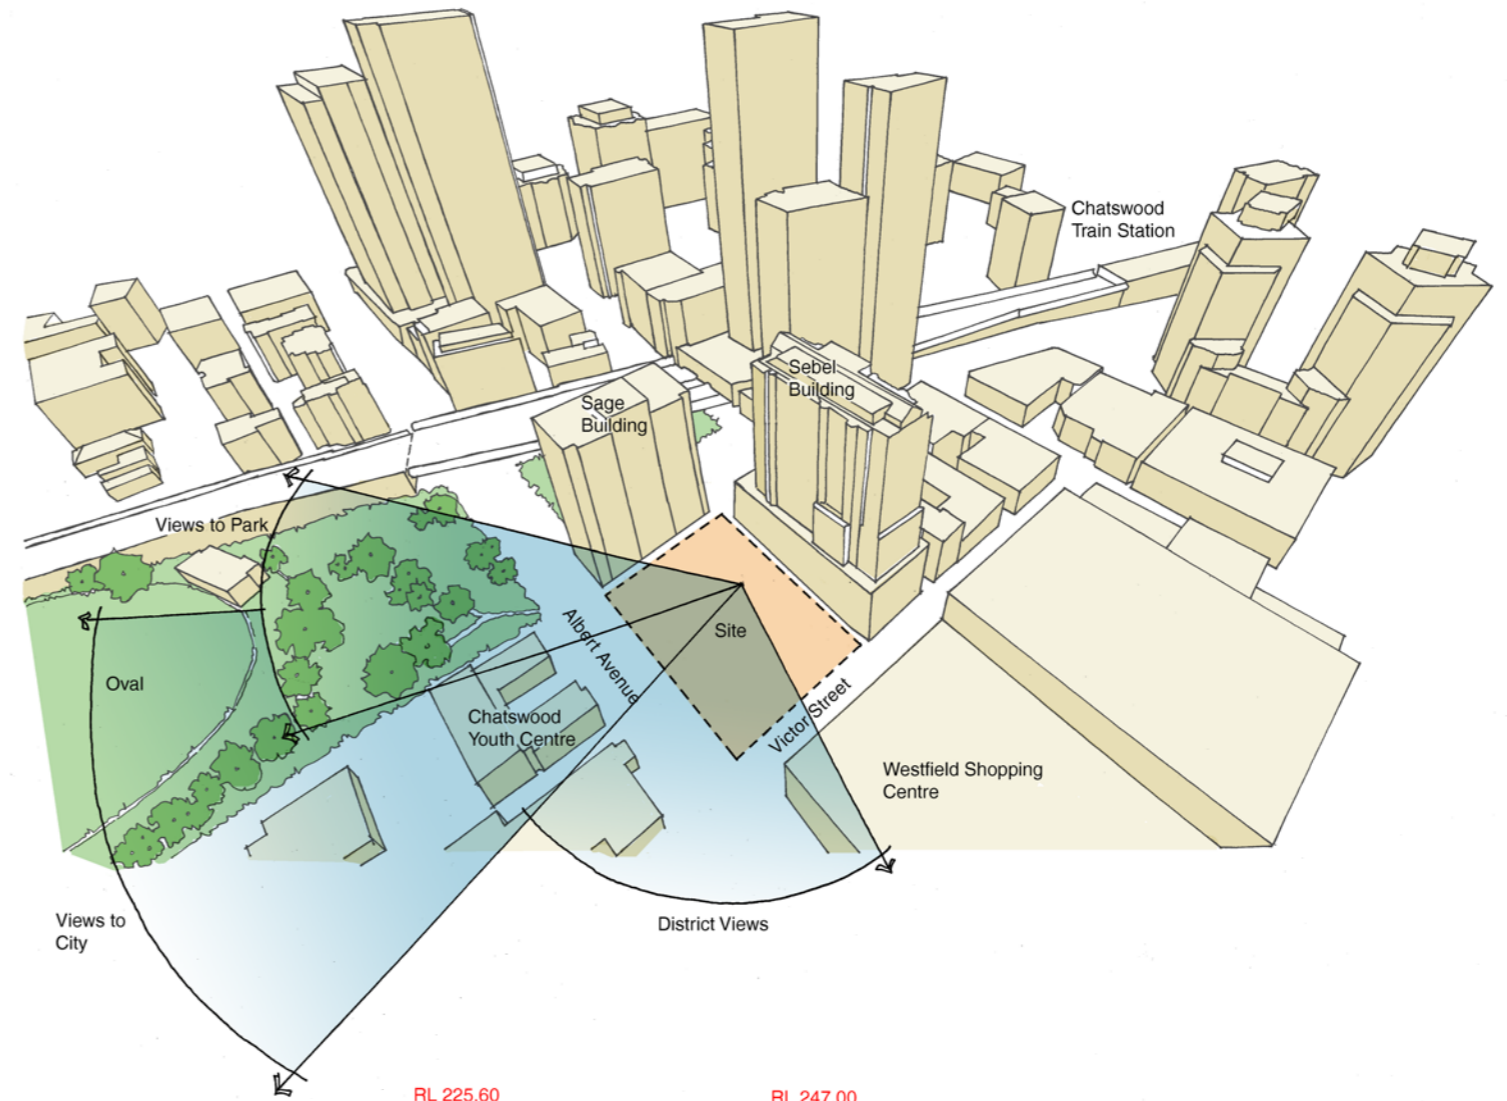 Chatswood
Train Station
Sebel
Building
Sage
Building
Views to Park
Albert Avenue
Site
Oval
Victor Street
Chatswood
Youth Centre
Westfield Shopping
Centre
Views to
City
District Views
RL 225.60
RL 247.00